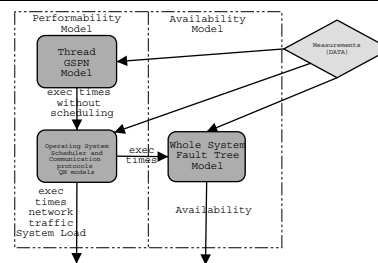 Performability
Model
Availability
Model
Measurements
(DATA)
Thread
GSPN
Model
exec times
without
scheduling
Operating System
Scheduler and
Communication
protocols
QN models
exec
times
Whole System
Fault Tree
Model
exec
times
network
traffic
System Load
Availability